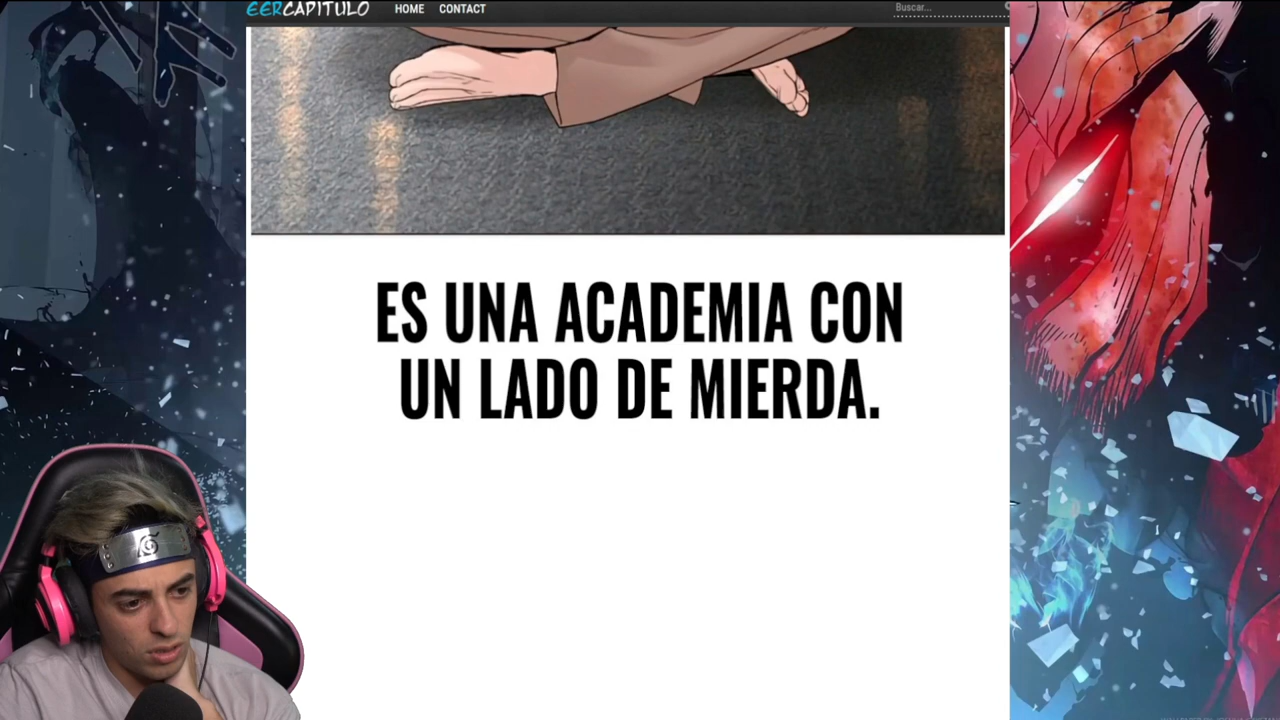 EERCAPITULO HOME CONTACT Buscar...
ES UNA ACADEMIA CON
UN LADO DE MIERDA.